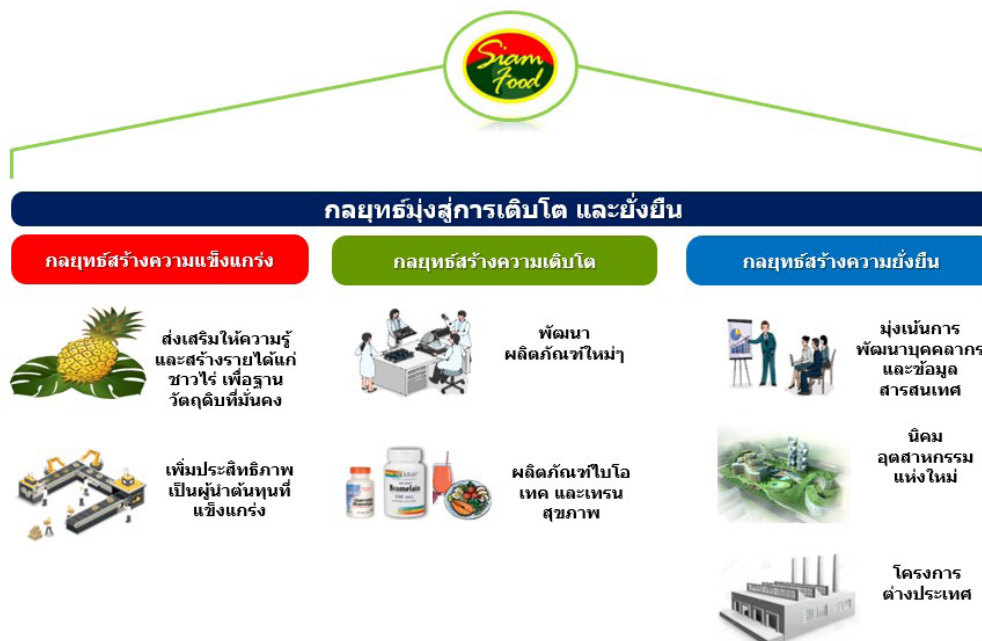 Siam
Food
กลยุทธ์มุ่งสู่การเติบโต และยั่งยืน
กลยุทธ์สร้างความแข็งแกร่ง
ส่งเสริมให้ความรู้
และสร้างรายได้แก่
ชาวไร่ เพื่อฐาน
วัตถุดิบที่มั่นคง
เพิ่มประสิทธิภาพ
เป็นผู้นำต้นทุนที่
แข็งแกร่ง
กลยุทธ์สร้างความเติบโต
พัฒนา
ผลิตภัณฑ์ใหม่ๆ
Bromelain
ผลิตภัณฑ์ไบโอ
เทค และเทรน
สุขภาพ
กลยุทธ์สร้างความยั่งยืน
มุ่งเน้นการ
พัฒนาบุคคลากร
และข้อมูล
สารสนเทศ
นิคม
อุตสาหกรรม
แห่งใหม่
โครงการ
ต่างประเทศ